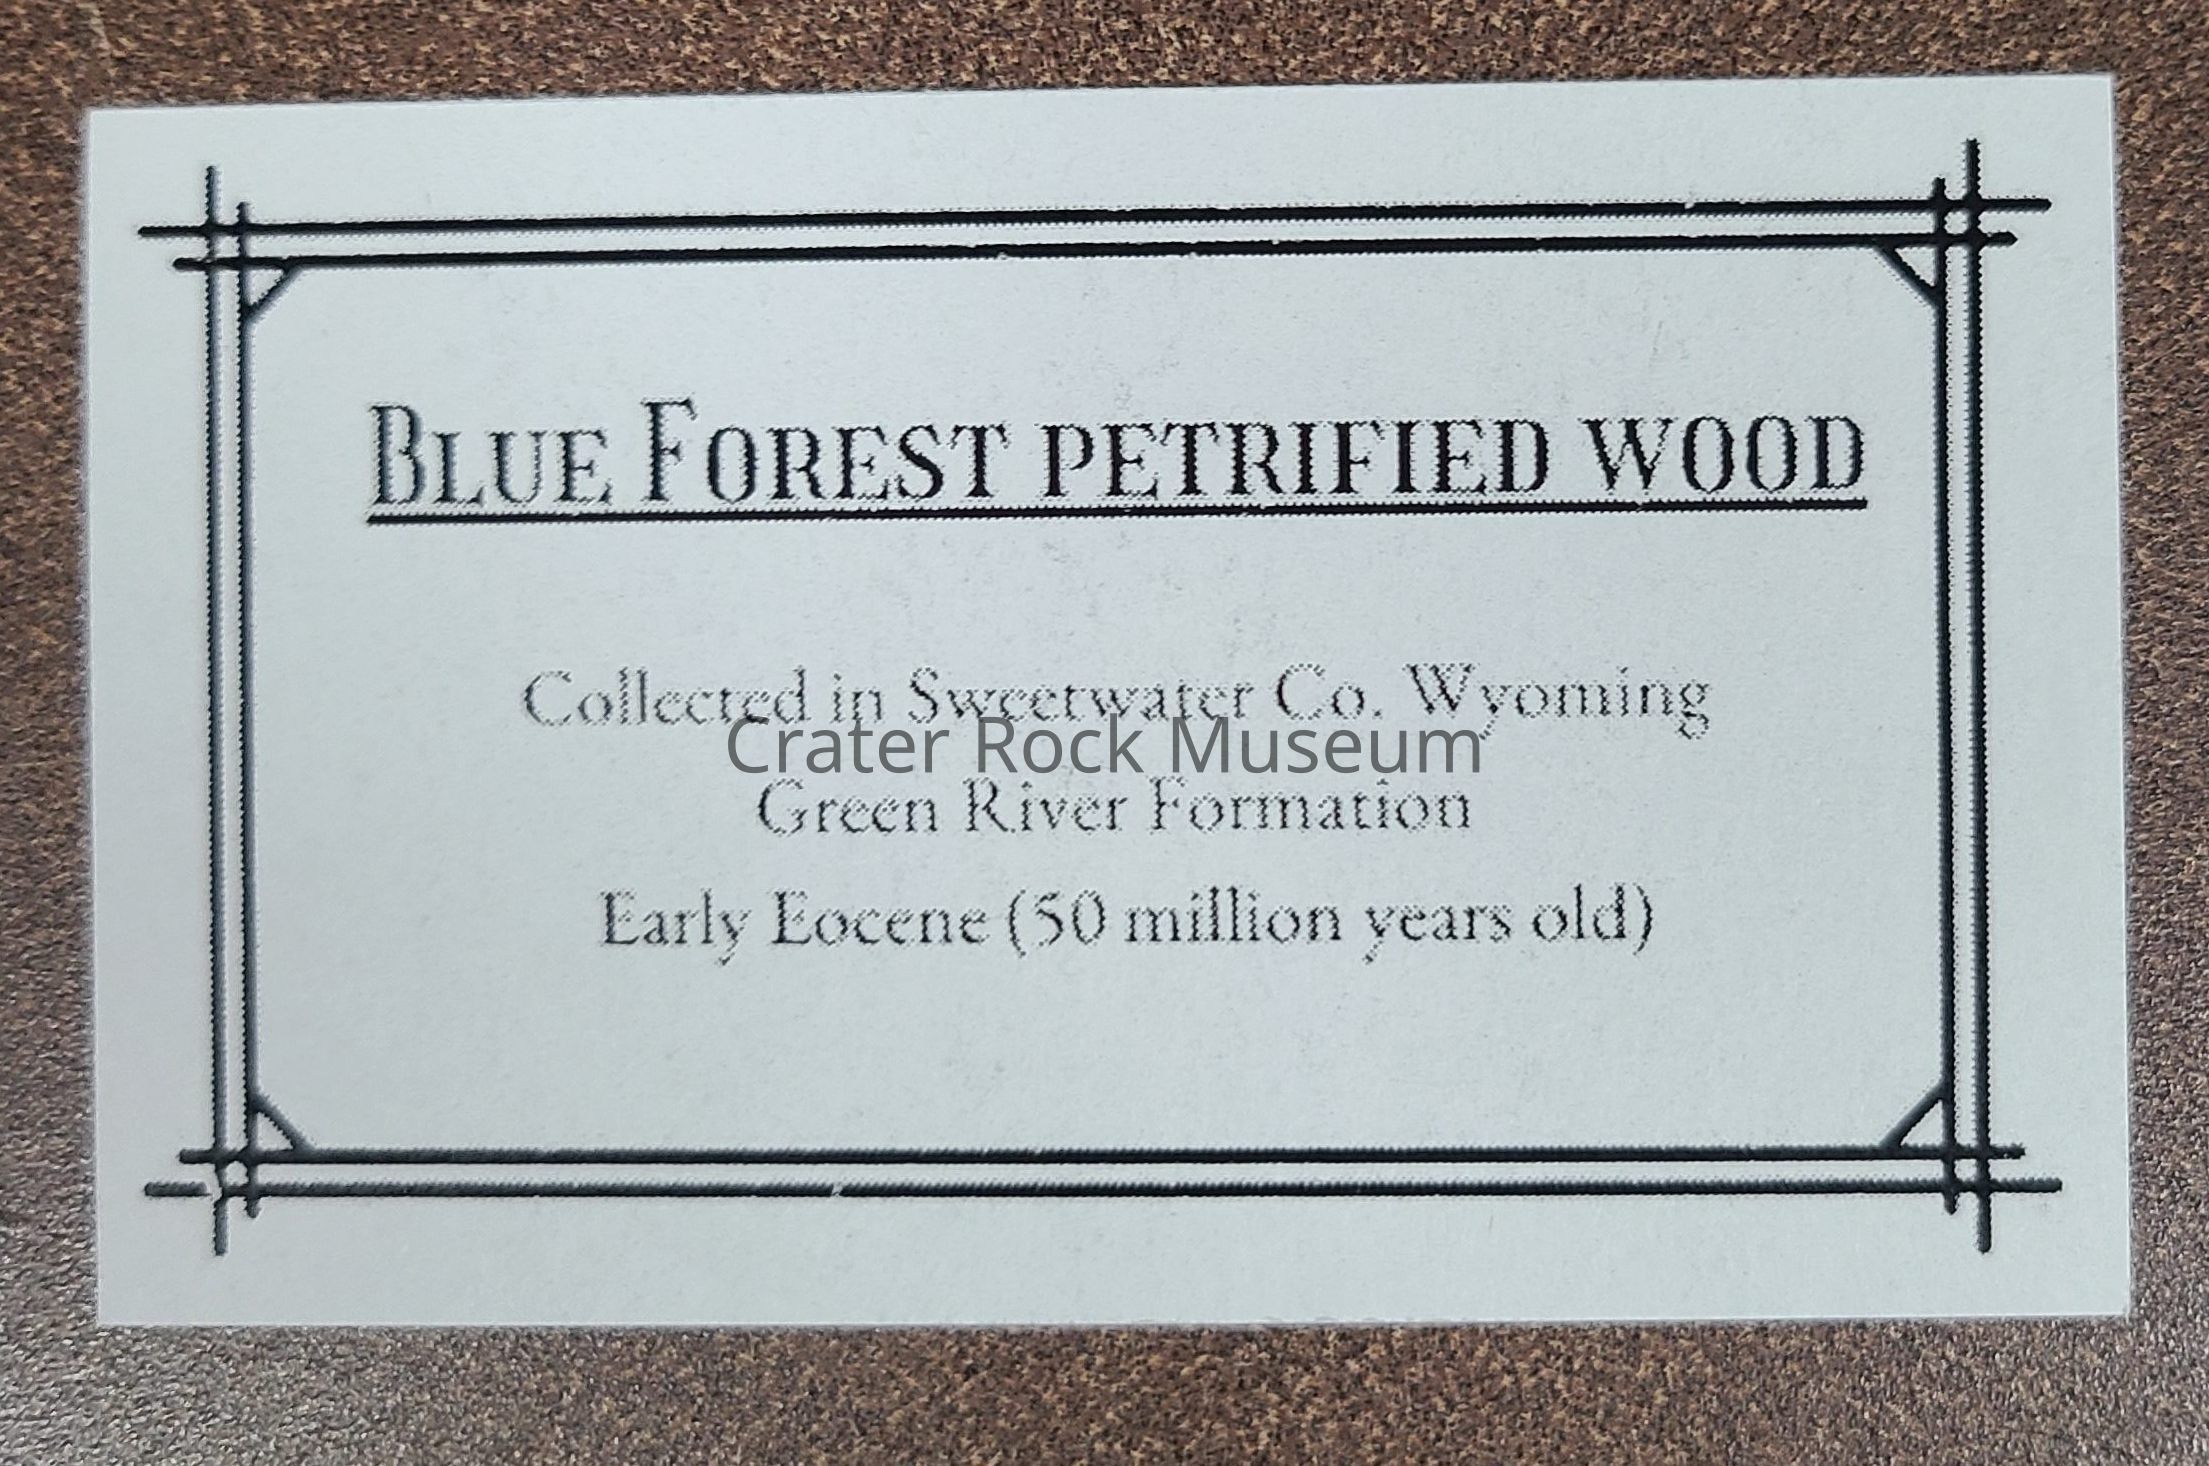 Blue Forest petrified wood
Collected in Sweetwater Co. Wyoming
Crater Rock Museum
Green River Formation
Early Eocene (50 million years old)